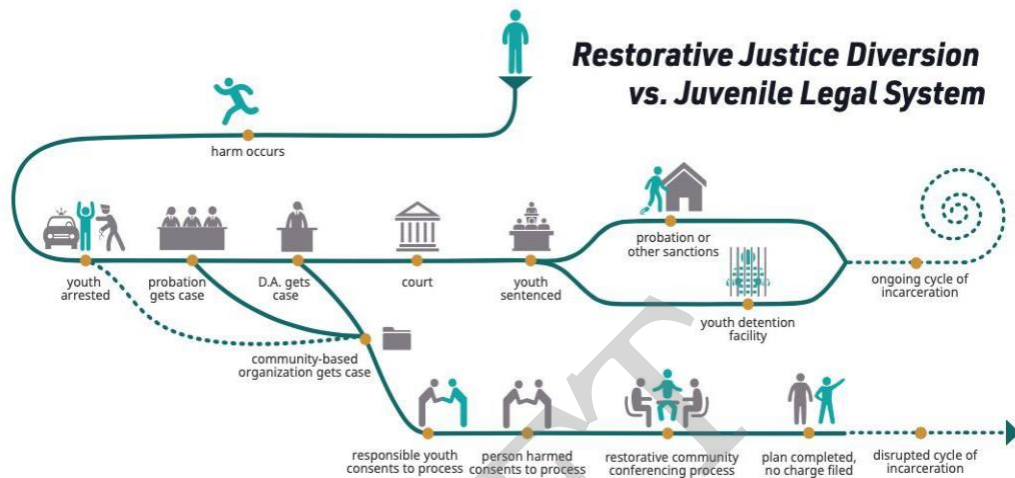 Restorative Justice Diversion
vs. Juvenile Legal System
harm occurs
youth
arrested
probation
gets case
D.A. gets
case
court
youth
sentenced
probation or
other sanctions
youth detention
facility
ongoing cycle of
incarceration
community-based
organization gets case
responsible youth
consents to process
person harmed
consents to process
restorative community
conferencing process
plan completed,
no charge filed
disrupted cycle of
incarceration